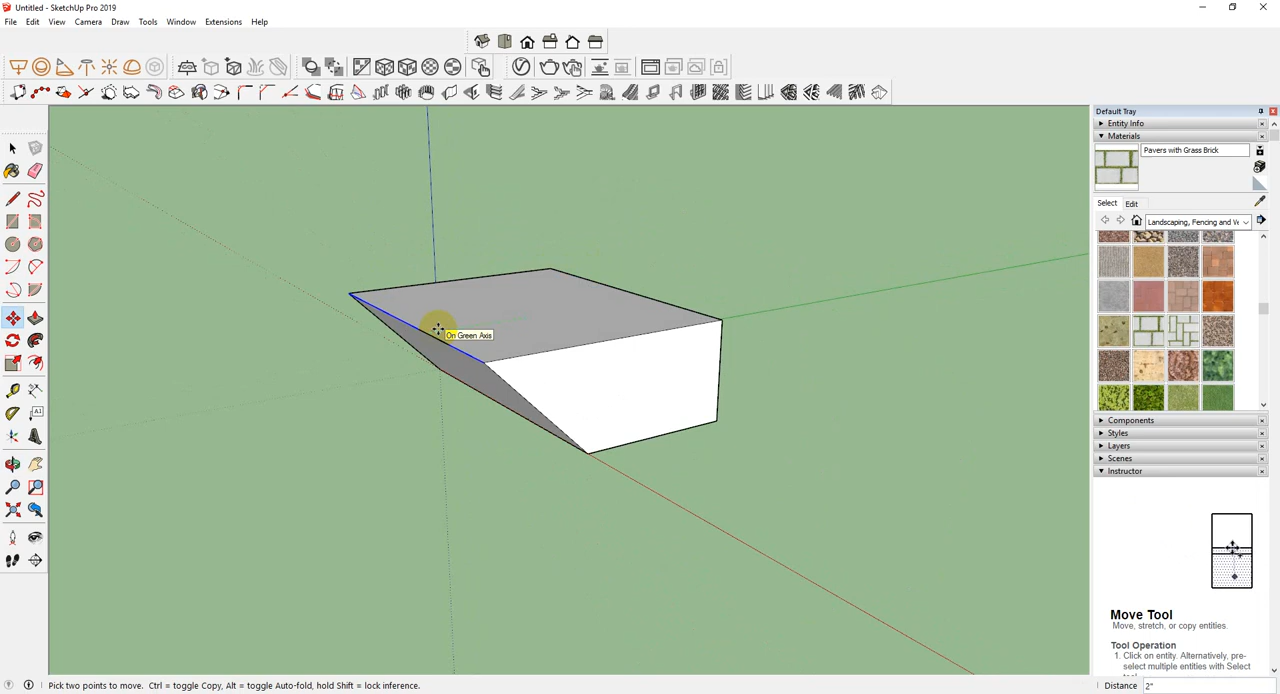 Untitled - SketchUp Pro 2019
File Edit View Camera Draw Tools Window Extensions Help
Default Tray
Entity Info
Materials
Pavers with Grass Brick
Select Edit
Landscaping, Fencing and Ve
On Green Axis
Components
Styles
Layers
Scenes
Instructor
Move Tool
Move, stretch, or copy entities.
Tool Operation
1. Click on entity. Alternatively, pre-
select multiple entities with Select
Pick two points to move. Ctrl = toggle Copy, Alt = toggle Auto-fold, hold Shift = lock inference.
Distance 2"